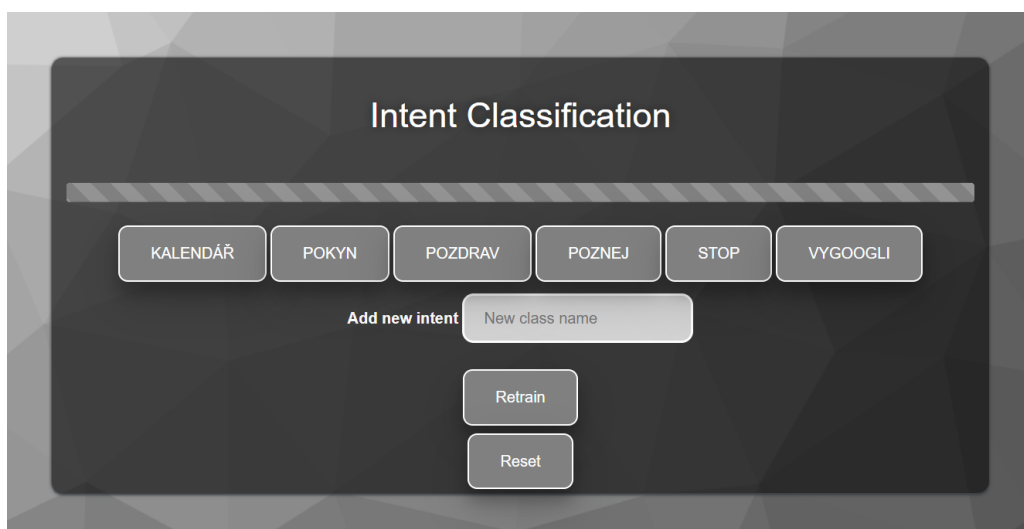 Intent Classification
KALENDÁŘ POKYN POZDRAV POZNEJ STOP VYGOOGLI
Add new intent New class name
Retrain
Reset